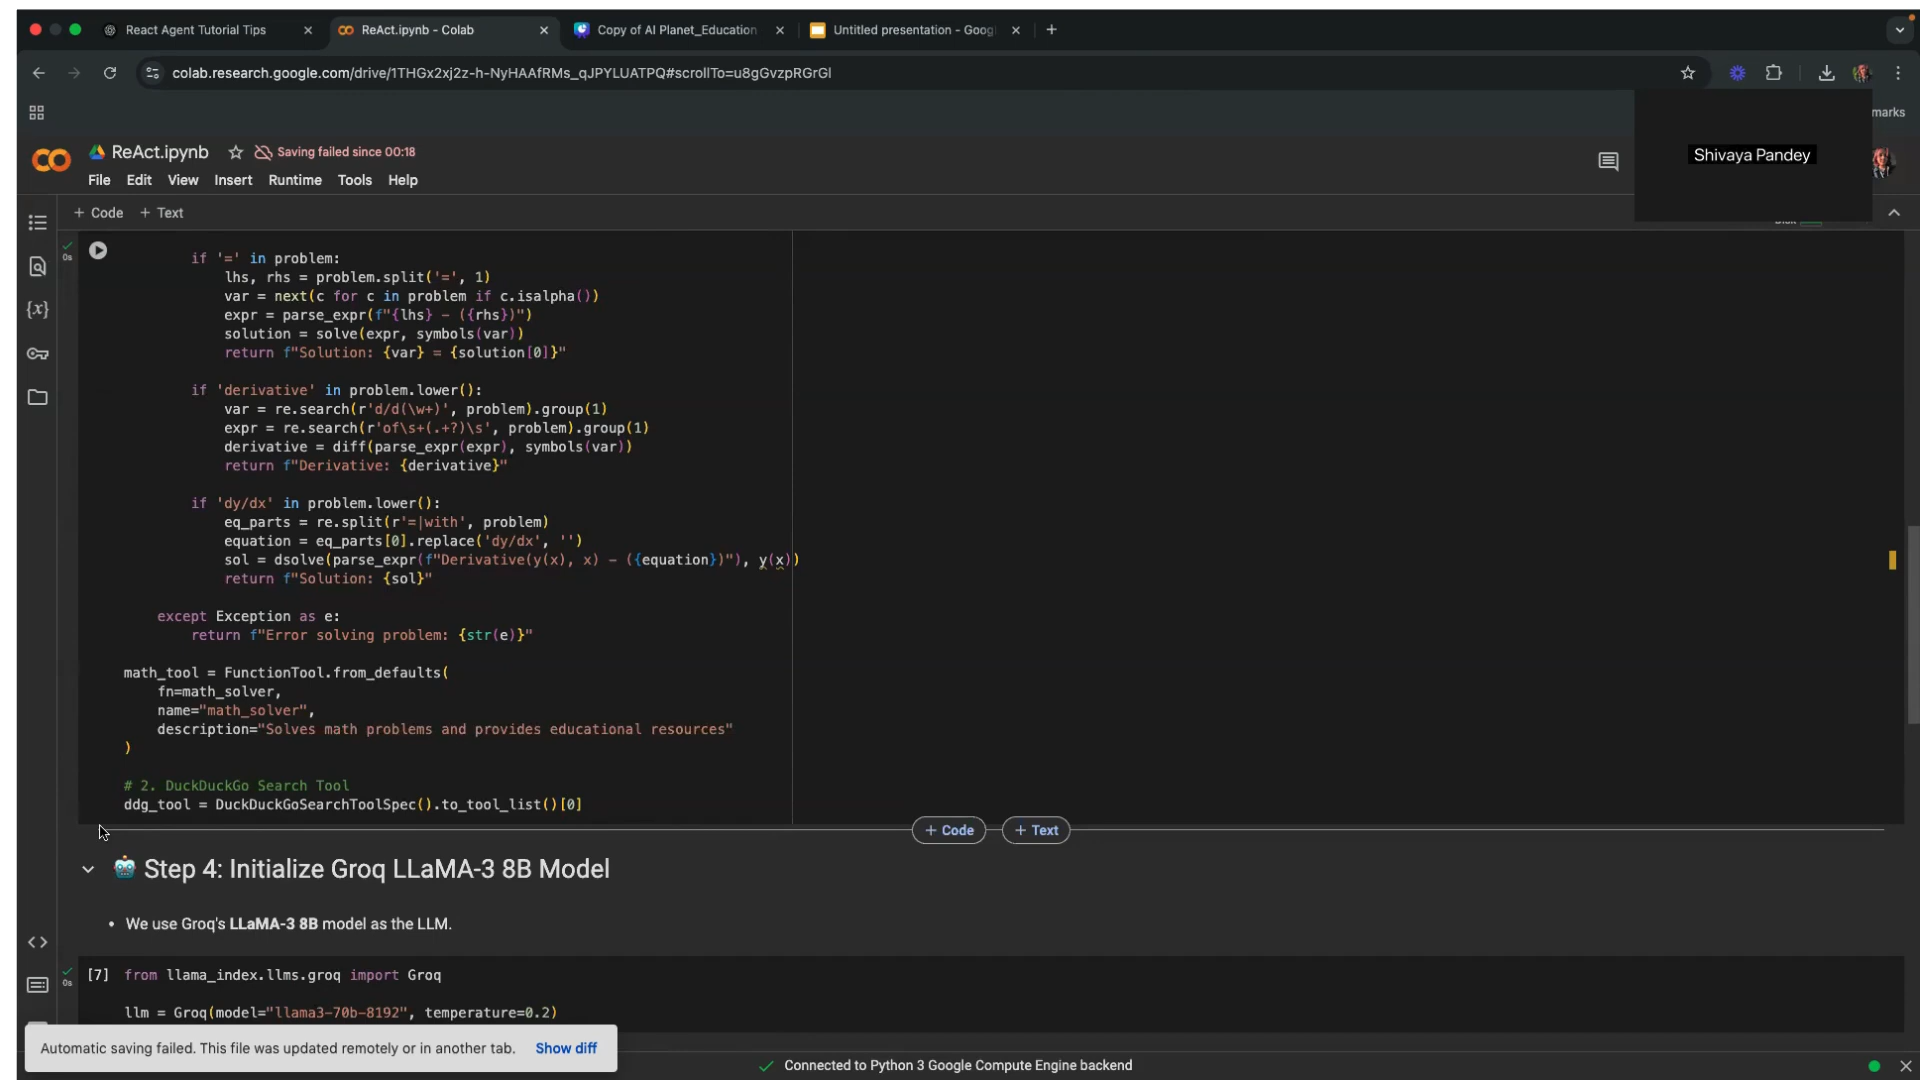 React Agent Tutorial Tips
ReAct.ipynb - Colab
Copy of AI Planet_Education
Untitled presentation - Goog
colab.research.google.com/drive/1THGx2xj2z-h-NyHAAfRMs_qJPYLUATPQ#scrollTo=u8gGvzpRGrGl
marks
ReAct.ipynb
Saving failed since 00:18
Shivaya Pandey
File Edit View Insert Runtime Tools Help
+ Code + Text
Disk
0s
if '=' in problem:
lhs, rhs = problem.split('=', 1)
var = next(c for c in problem if c.isalpha())
expr = parse_expr(f"{lhs} - ({rhs})")
solution = solve(expr, symbols(var))
return f"Solution: {var} = {solution[0]}"
if 'derivative' in problem.lower():
var = re.search(r'd/d(\w+)', problem).group(1)
expr = re.search(r'of\s+(.+?)\s', problem).group(1)
derivative = diff(parse_expr(expr), symbols(var))
return f"Derivative: {derivative}"
if 'dy/dx' in problem.lower():
eq_parts = re.split(r'=|with', problem)
equation = eq_parts[0].replace('dy/dx', '')
sol = dsolve(parse_expr(f"Derivative(y(x), x) - ({equation})"), y(x))
return f"Solution: {sol}"
except Exception as e:
return f"Error solving problem: {str(e)}"
math_tool = FunctionTool.from_defaults(
fn=math_solver,
name="math_solver",
description="Solves math problems and provides educational resources"
)
# 2. DuckDuckGo Search Tool
ddg_tool = DuckDuckGoSearchToolSpec().to_tool_list()[0]
+ Code + Text
Step 4: Initialize Groq LLaMA-3 8B Model
• We use Groq's LLaMA-3 8B model as the LLM.
0s
[7] from llama_index.llms.groq import Groq
llm = Groq(model="llama3-70b-8192", temperature=0.2)
Automatic saving failed. This file was updated remotely or in another tab. Show diff
Connected to Python 3 Google Compute Engine backend